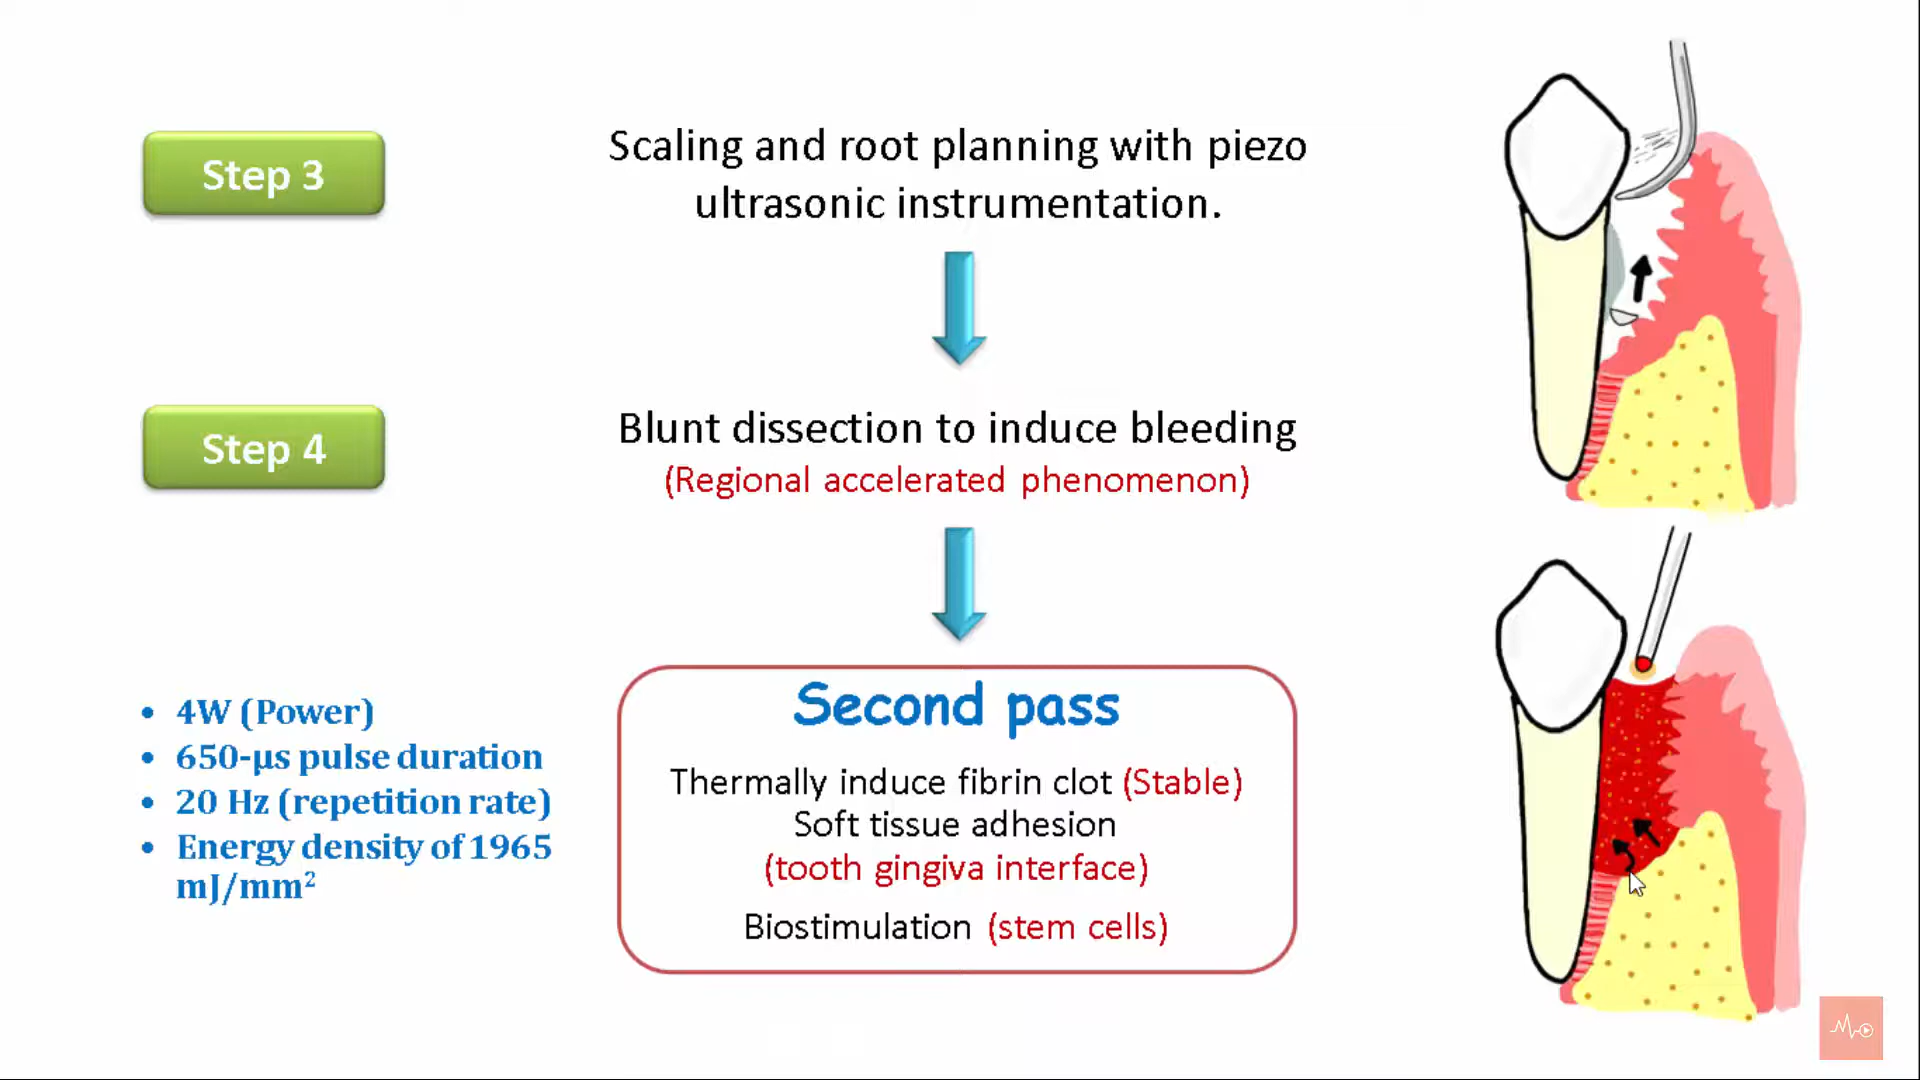 Step 3
Scaling and root planning with piezo
ultrasonic instrumentation.
Step 4
Blunt dissection to induce bleeding
(Regional accelerated phenomenon)
• 4W (Power)
• 650-µs pulse duration
• 20 Hz (repetition rate)
• Energy density of 1965
mJ/mm²
Second pass
Thermally induce fibrin clot (Stable)
Soft tissue adhesion
(tooth gingiva interface)
Biostimulation (stem cells)